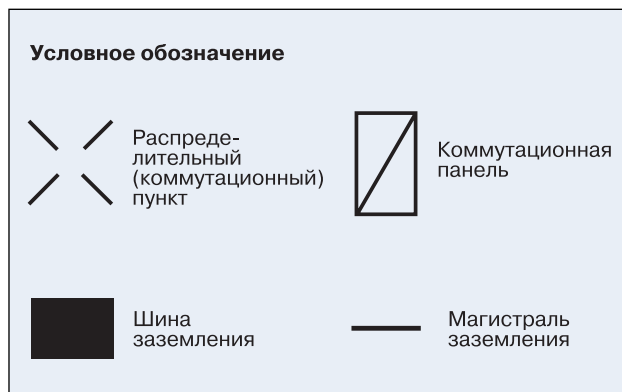 Условное обозначение
Распреде-
лительный
(коммутационный)
пункт
Коммутационная
панель
Шина
заземления
Магистраль
заземления